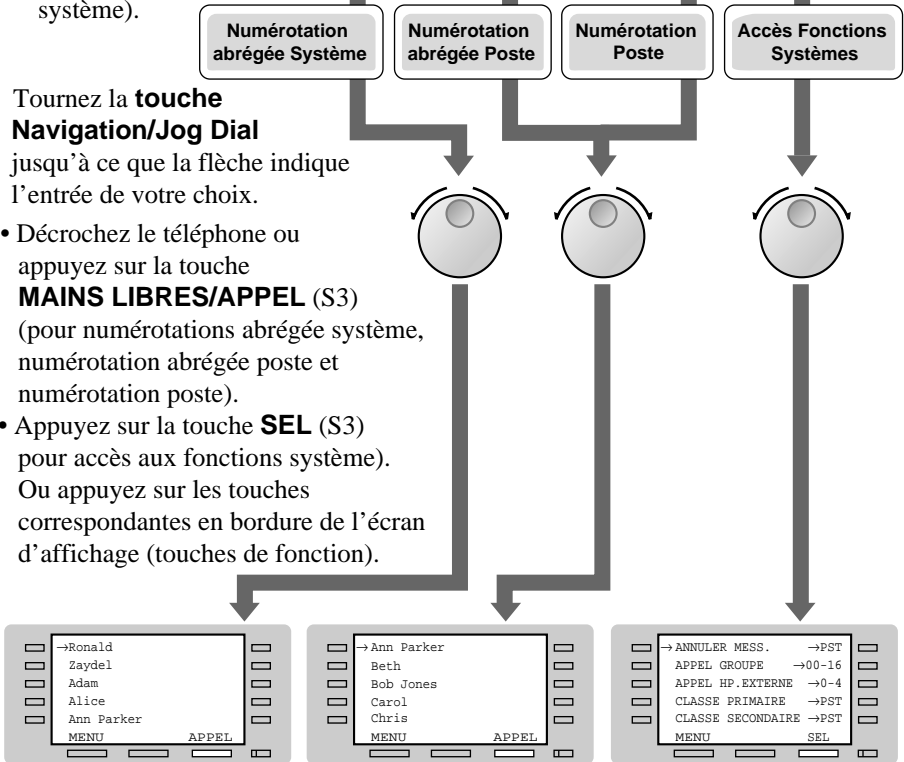 système).
Numérotation
abrégée Système
Numérotation
abrégée Poste
Numérotation
Poste
Accès Fonctions
Systèmes
Tournez la touche
Navigation/Jog Dial
jusqu’à ce que la flèche indique
l’entrée de votre choix.
• Décrochez le téléphone ou
appuyez sur la touche
MAINS LIBRES/APPEL (S3)
(pour numérotations abrégée système,
numérotation abrégée poste et
numérotation poste).
• Appuyez sur la touche SEL (S3)
pour accès aux fonctions système).
Ou appuyez sur les touches
correspondantes en bordure de l’écran
d’affichage (touches de fonction).
→Ronald
Zaydel
Adam
Alice
Ann Parker
MENU APPEL
→Ann Parker
Beth
Bob Jones
Carol
Chris
MENU APPEL
→ANNULER MESS. →PST
APPEL GROUPE →00-16
APPEL HP.EXTERNE →0-4
CLASSE PRIMAIRE →PST
CLASSE SECONDAIRE →PST
MENU SEL